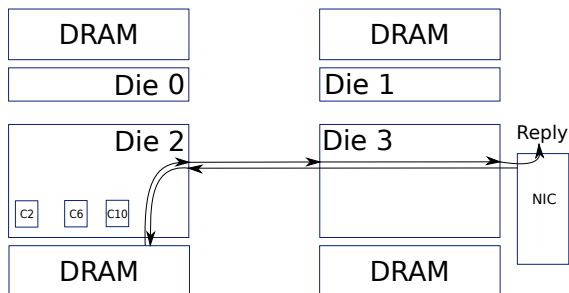 DRAM
DRAM
Die 0
Die 1
Die 2
Die 3
Reply
NIC
C2
C6
C10
DRAM
DRAM